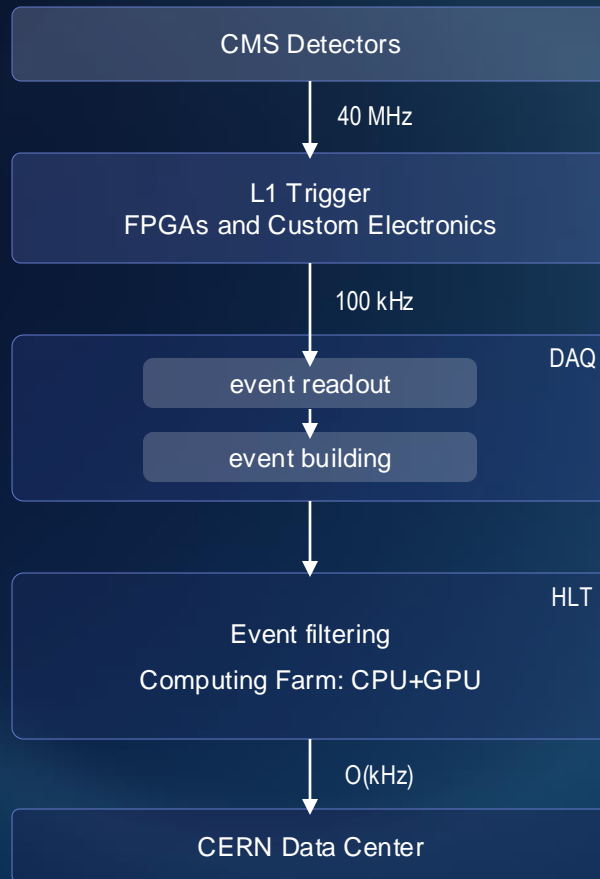 CMS Detectors
40 MHz
L1 Trigger
FPGAs and Custom Electronics
100 kHz
DAQ
event readout
event building
HLT
Event filtering
Computing Farm: CPU+GPU
O(kHz)
CERN Data Center